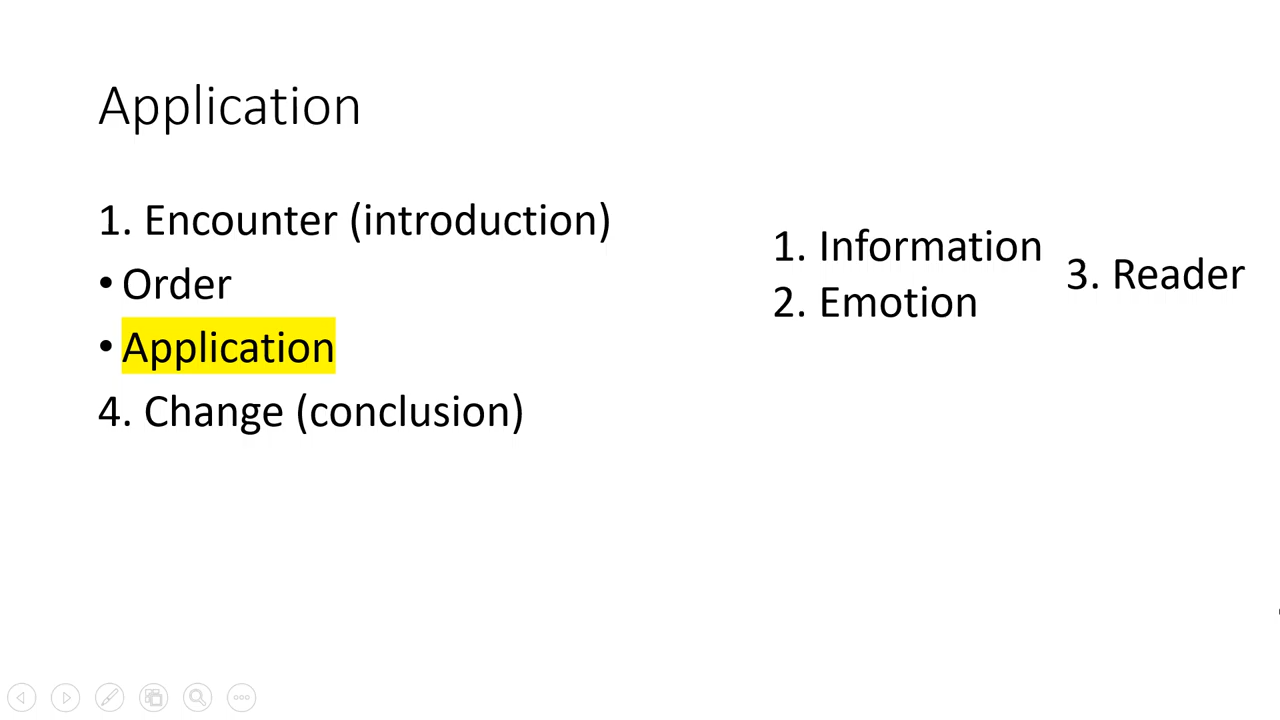 Application
1. Encounter (introduction)
• Order
• Application
4. Change (conclusion)
1. Information
2. Emotion
3. Reader